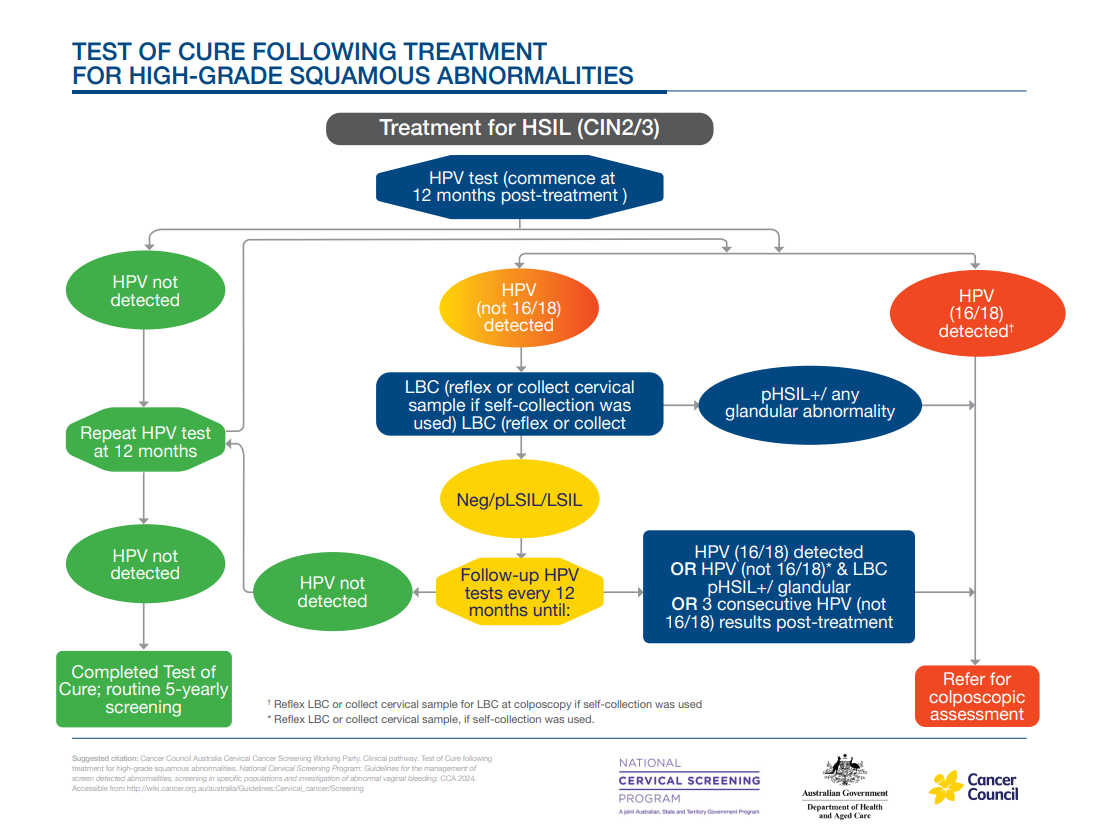 TEST OF CURE FOLLOWING TREATMENT
FOR HIGH-GRADE SQUAMOUS ABNORMALITIES
Treatment for HSIL (CIN2/3)
HPV test (commence at
12 months post-treatment )
HPV not
detected
HPV
(not 16/18)
detected
HPV
(16/18)
detected†
LBC (reflex or collect cervical
sample if self-collection was
used) LBC (reflex or collect
pHSIL+/ any
glandular abnormality
Repeat HPV test
at 12 months
Neg/pLSIL/LSIL
HPV not
detected
HPV not
detected
Follow-up HPV
tests every 12
months until:
HPV (16/18) detected
OR HPV (not 16/18)* & LBC
pHSIL+/ glandular
OR 3 consecutive HPV (not
16/18) results post-treatment
Completed Test of
Cure; routine 5-yearly
screening
Refer for
colposcopic
assessment
† Reflex LBC or collect cervical sample for LBC at colposcopy if self-collection was used
* Reflex LBC or collect cervical sample, if self-collection was used.
Suggested citation: Cancer Council Australia Cervical Cancer Screening Working Party. Clinical pathway: Test of Cure following
treatment for high-grade squamous abnormalities. National Cervical Screening Program: Guidelines for the management of
screen detected abnormalities, screening in specific populations and investigation of abnormal vaginal bleeding. CCA 2024.
Accessible from http://wiki.cancer.org.au/australia/Guidelines:Cervical_cancer/Screening
NATIONAL
CERVICAL SCREENING
PROGRAM
A joint Australian, State and Territory Government Program
Australian Government
Department of Health
and Aged Care
Cancer
Council